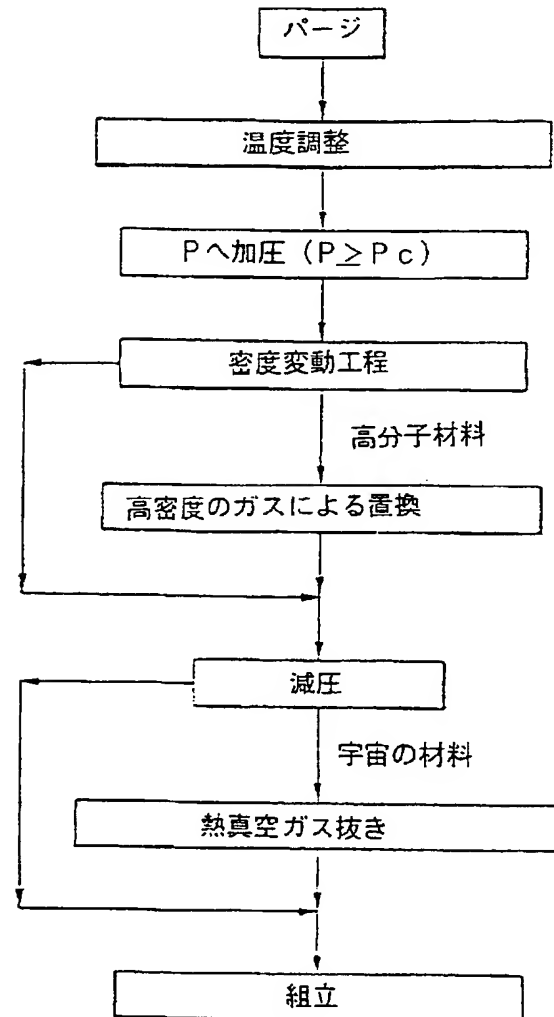 パージ
温度調整
Pへ加圧（P≥Pc）
密度変動工程
高分子材料
高密度のガスによる置換
減圧
宇宙の材料
熱真空ガス抜き
組立